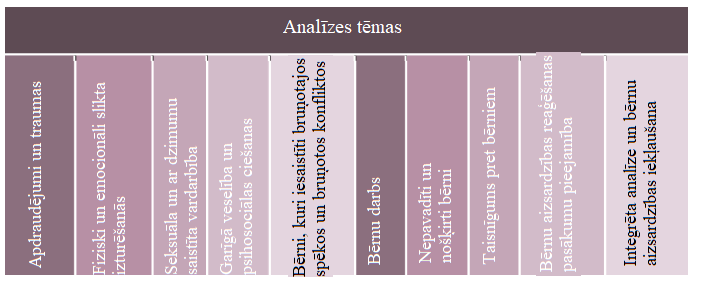 Analīzes tēmas
Apdraudējumi un traumas
Fiziski un emocionāli slikta
izturēšanās
Seksuāla un ar dzimumu
saistīta vardarbība
Garīgā veselība un
psihosociālas ciešanas
Bērni, kuri iesaistīti bruņotajos
spēkos un bruņotos konfliktos
Bērnu darbs
Nepavadīti un
nošķirti bērni
Taisnīgums pret bērniem
Bērnu aizsardzības reaģēšanas
pasākumu pieejamība
Integrēta analīze un bērnu
aizsardzības iekļaušana